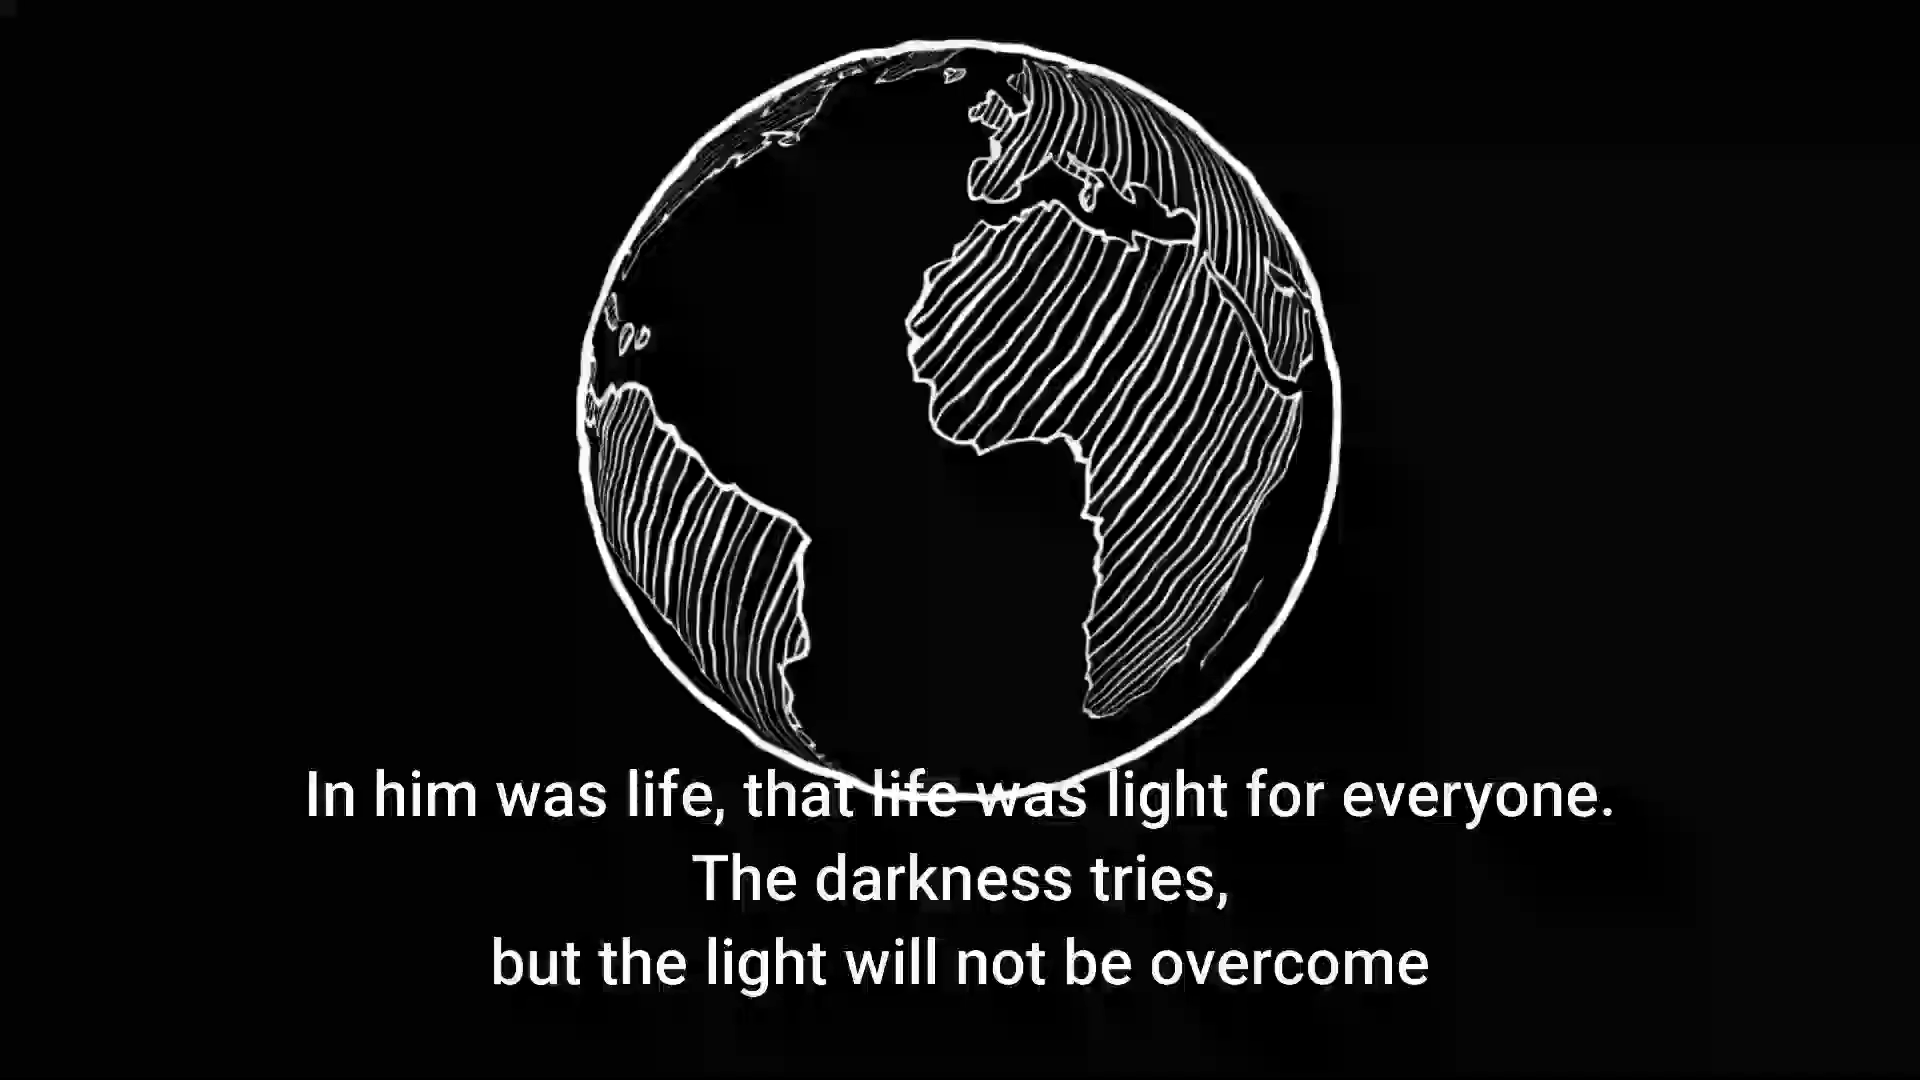 In him was life, that life was light for everyone.
The darkness tries,
but the light will not be overcome